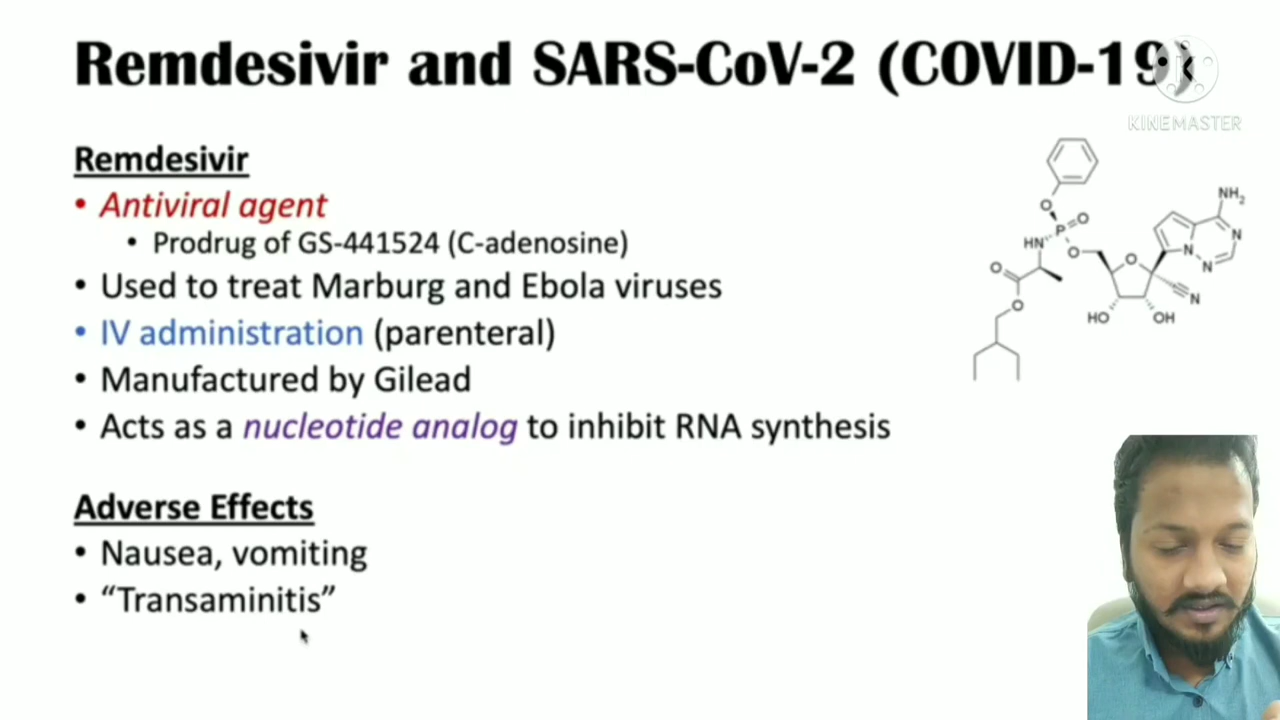 Remdesivir and SARS-CoV-2 (COVID-19)
KINEMASTER
Remdesivir
• Antiviral agent
• Prodrug of GS-441524 (C-adenosine)
• Used to treat Marburg and Ebola viruses
• IV administration (parenteral)
• Manufactured by Gilead
• Acts as a nucleotide analog to inhibit RNA synthesis
Adverse Effects
• Nausea, vomiting
• “Transaminitis”
NH2
O
P
O
HN
O
O
N
N
N
O
O
N
HO
OH